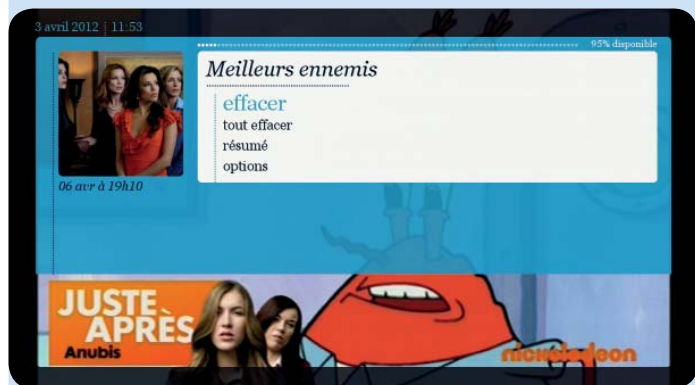 3 avril 2012 | 11:53
95% disponible
Meilleurs ennemis
effacer
tout effacer
résumé
options
06 avr à 19h10
JUSTE
APRÈS
Anubis
nickelodeon